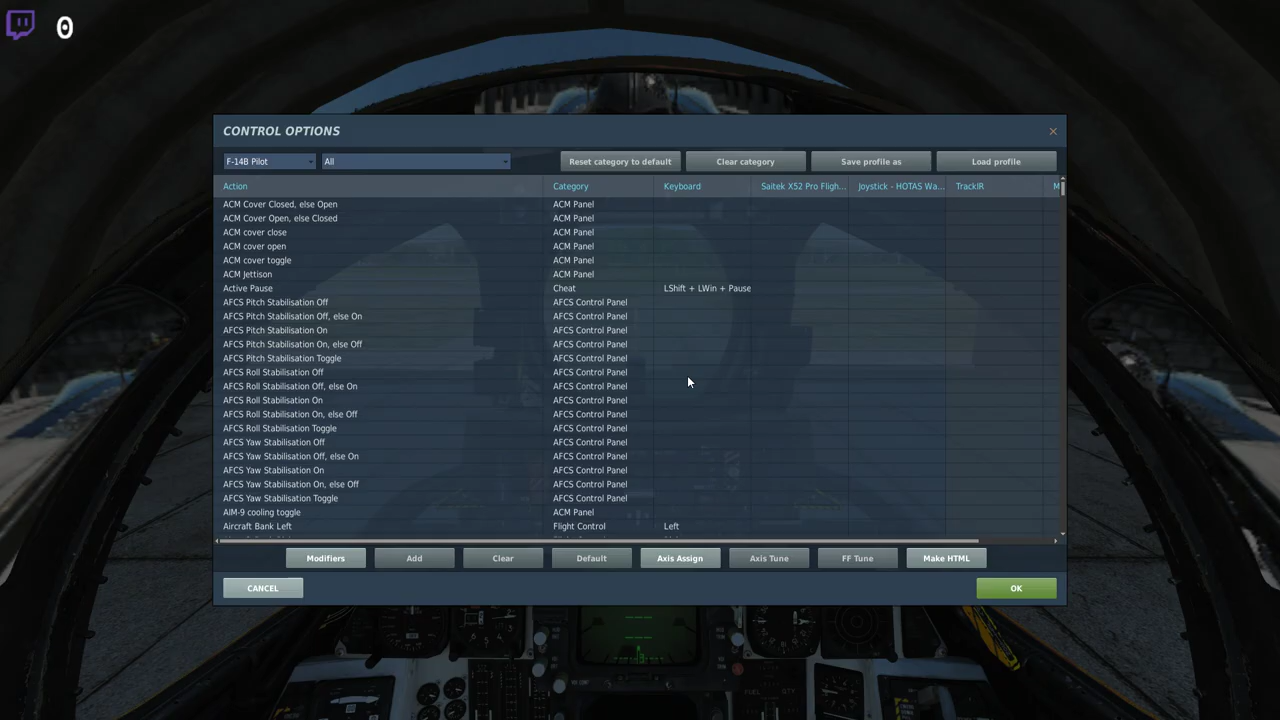 0
CONTROL OPTIONS ×
F-14B Pilot All Reset category to default Clear category Save profile as Load profile
Action Category Keyboard Saitek X52 Pro Fligh... Joystick - HOTAS Wa... TrackIR M
ACM Cover Closed, else Open ACM Panel
ACM Cover Open, else Closed ACM Panel
ACM cover close ACM Panel
ACM cover open ACM Panel
ACM cover toggle ACM Panel
ACM Jettison ACM Panel
Active Pause Cheat LShift + LWin + Pause
AFCS Pitch Stabilisation Off AFCS Control Panel
AFCS Pitch Stabilisation Off, else On AFCS Control Panel
AFCS Pitch Stabilisation On AFCS Control Panel
AFCS Pitch Stabilisation On, else Off AFCS Control Panel
AFCS Pitch Stabilisation Toggle AFCS Control Panel
AFCS Roll Stabilisation Off AFCS Control Panel
AFCS Roll Stabilisation Off, else On AFCS Control Panel
AFCS Roll Stabilisation On AFCS Control Panel
AFCS Roll Stabilisation On, else Off AFCS Control Panel
AFCS Roll Stabilisation Toggle AFCS Control Panel
AFCS Yaw Stabilisation Off AFCS Control Panel
AFCS Yaw Stabilisation Off, else On AFCS Control Panel
AFCS Yaw Stabilisation On AFCS Control Panel
AFCS Yaw Stabilisation On, else Off AFCS Control Panel
AFCS Yaw Stabilisation Toggle AFCS Control Panel
AIM-9 cooling toggle ACM Panel
Aircraft Bank Left Flight Control Left
Modifiers Add Clear Default Axis Assign Axis Tune FF Tune Make HTML
CANCEL OK
FUEL